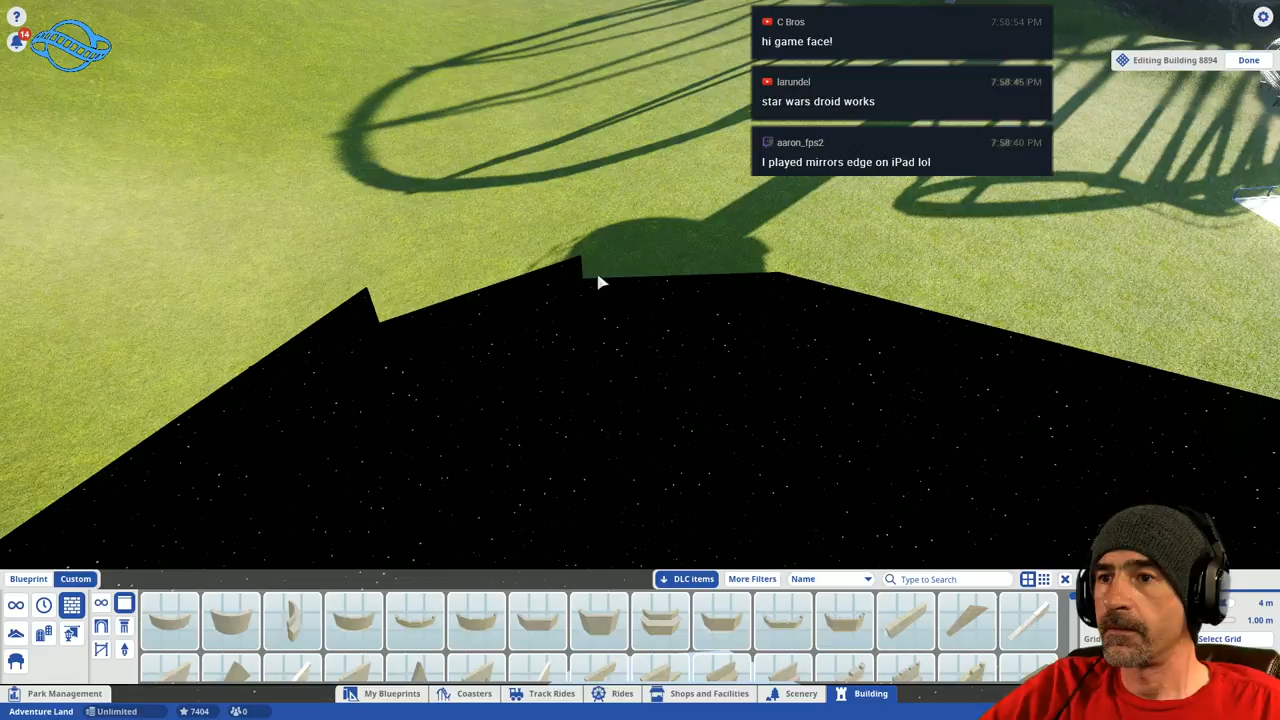 ?
14
C Bros 7:58:54 PM
hi game face!
larundel 7:58:45 PM
star wars droid works
aaron_fps2 7:58:40 PM
I played mirrors edge on iPad lol
Editing Building 8894 Done
Blueprint Custom
DLC items More Filters Name Type to Search
4 m
1.00 m
Select Grid
Park Management My Blueprints Coasters Track Rides Rides Shops and Facilities Scenery Building
Adventure Land Unlimited 7404 0